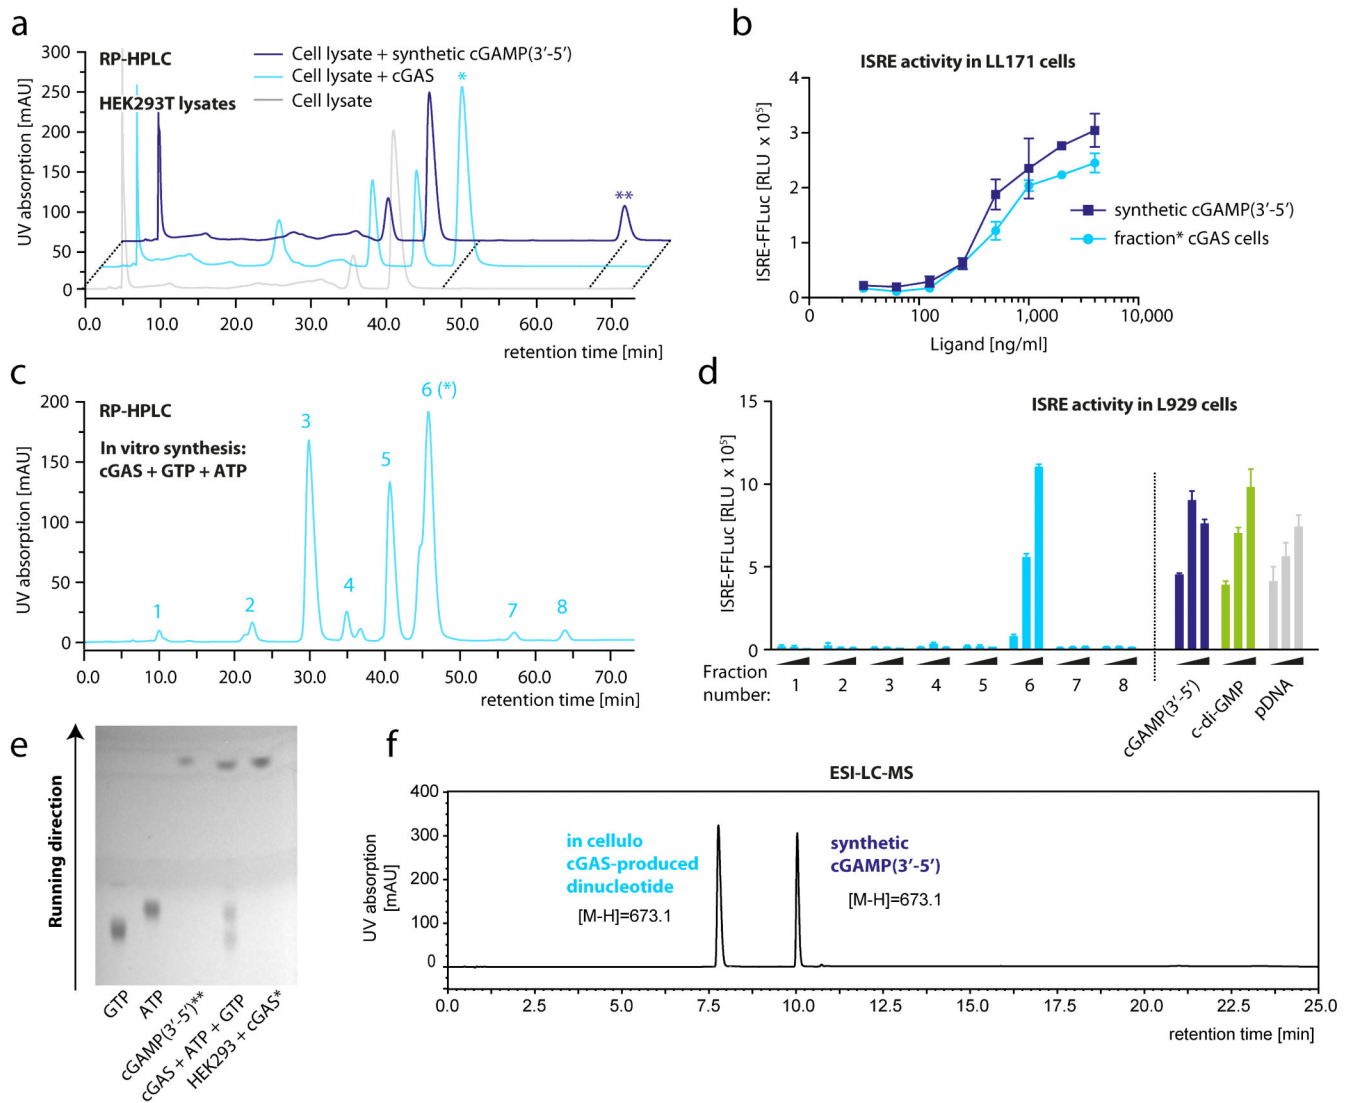 a
RP-HPLC
HEK293T lysates
Cell lysate + synthetic cGAMP(3′-5′)
Cell lysate + cGAS
Cell lysate
*
**
UV absorption [mAU]
300
250
200
150
100
50
0
0.0 10.0 20.0 30.0 40.0 50.0 60.0 70.0
retention time [min]
b
ISRE activity in LL171 cells
ISRE-FFLuc [RLU x 10⁵]
4
3
2
1
0
0 100 1,000 10,000
Ligand [ng/ml]
synthetic cGAMP(3′-5′)
fraction* cGAS cells
c
RP-HPLC
In vitro synthesis:
cGAS + GTP + ATP
UV absorption [mAU]
200
150
100
50
0
1 2 3 4 5 6 (*) 7 8
0.0 10.0 20.0 30.0 40.0 50.0 60.0 70.0
retention time [min]
d
ISRE activity in L929 cells
ISRE-FFLuc [RLU x 10⁵]
15
10
5
0
Fraction
number:
1 2 3 4 5 6 7 8
cGAMP(3′-5′)
c-di-GMP
pDNA
e
Running direction
GTP
ATP
cGAMP(3′-5′)**
cGAS + ATP + GTP
HEK293 + cGAS*
f
ESI-LC-MS
UV absorption
[mAU]
400
300
200
100
0
in cellulo
cGAS-produced
dinucleotide
[M-H]=673.1
synthetic
cGAMP(3′-5′)
[M-H]=673.1
0.0 2.5 5.0 7.5 10.0 12.5 15.0 17.5 20.0 22.5 25.0
retention time [min]